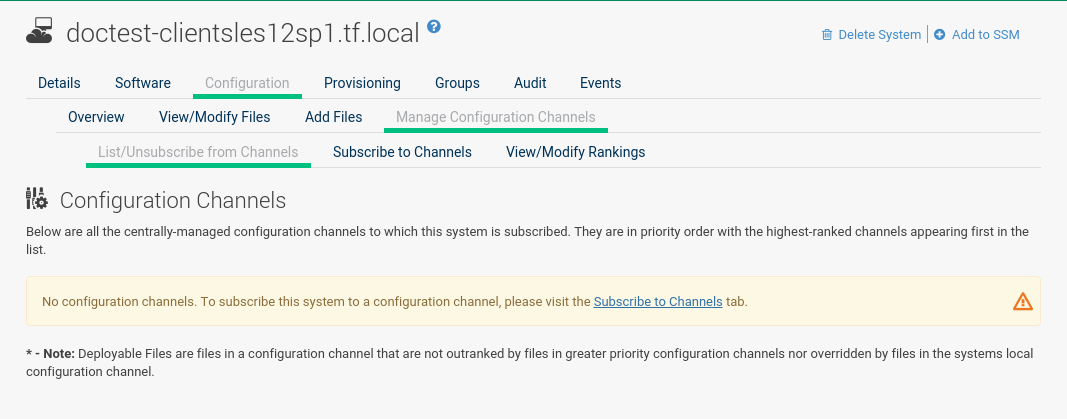 doctest-clientsles12sp1.tf.local ?
Delete System | Add to SSM
Details Software Configuration Provisioning Groups Audit Events
Overview View/Modify Files Add Files Manage Configuration Channels
List/Unsubscribe from Channels Subscribe to Channels View/Modify Rankings
Configuration Channels
Below are all the centrally-managed configuration channels to which this system is subscribed. They are in priority order with the highest-ranked channels appearing first in the
list.
No configuration channels. To subscribe this system to a configuration channel, please visit the Subscribe to Channels tab.
* - Note: Deployable Files are files in a configuration channel that are not outranked by files in greater priority configuration channels nor overridden by files in the systems local
configuration channel.